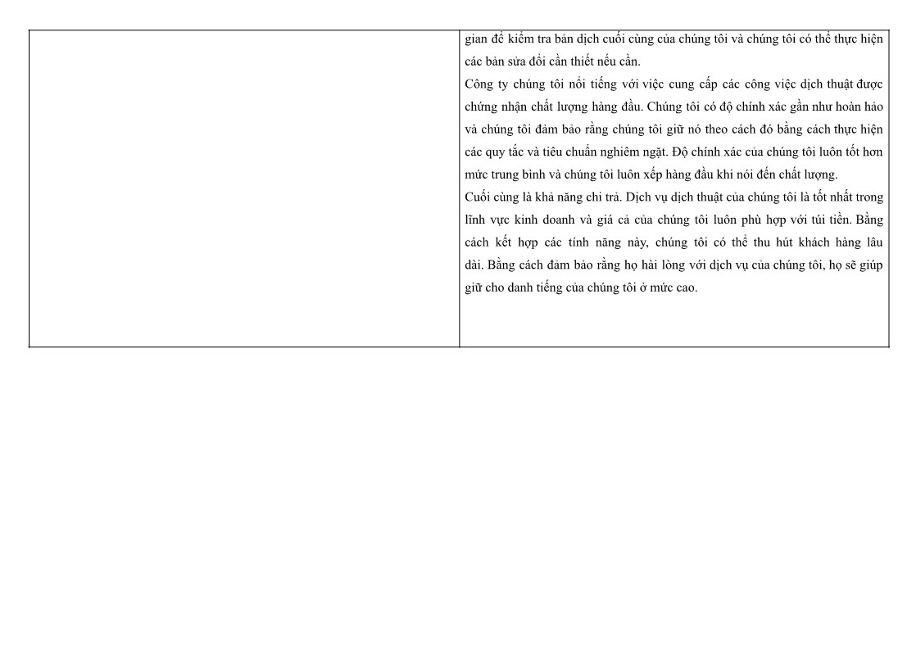 gian để kiểm tra bản dịch cuối cùng của chúng tôi và chúng tôi có thể thực hiện
các bản sửa đổi cần thiết nếu cần.
Công ty chúng tôi nổi tiếng với việc cung cấp các công việc dịch thuật được
chứng nhận chất lượng hàng đầu. Chúng tôi có độ chính xác gần như hoàn hảo
và chúng tôi đảm bảo rằng chúng tôi giữ nó theo cách đó bằng cách thực hiện
các quy tắc và tiêu chuẩn nghiêm ngặt. Độ chính xác của chúng tôi luôn tốt hơn
mức trung bình và chúng tôi luôn xếp hàng đầu khi nói đến chất lượng.
Cuối cùng là khả năng chi trả. Dịch vụ dịch thuật của chúng tôi là tốt nhất trong
lĩnh vực kinh doanh và giá cả của chúng tôi luôn phù hợp với túi tiền. Bằng
cách kết hợp các tính năng này, chúng tôi có thể thu hút khách hàng lâu
dài. Bằng cách đảm bảo rằng họ hài lòng với dịch vụ của chúng tôi, họ sẽ giúp
giữ cho danh tiếng của chúng tôi ở mức cao.